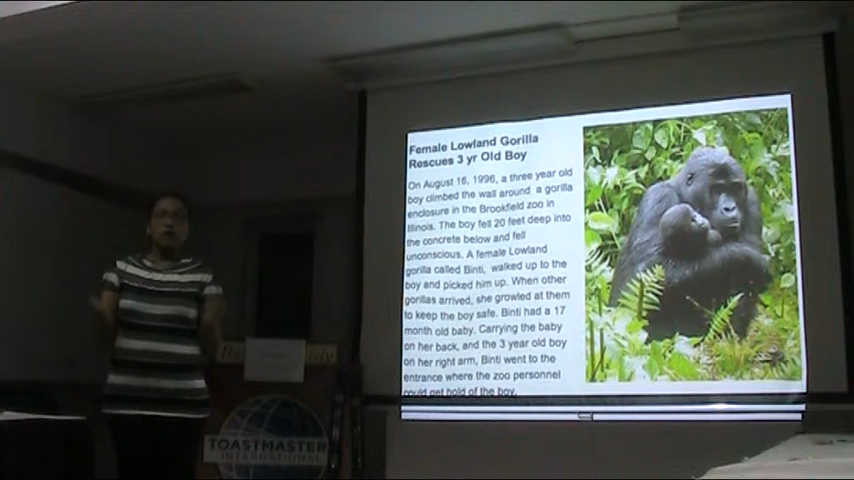 Female Lowland Gorilla
Rescues 3 yr Old Boy
On August 16, 1996, a three year old
boy climbed the wall around a gorilla
enclosure in the Brookfield zoo in
Illinois. The boy fell 20 feet deep into
the concrete below and fell
unconscious. A female Lowland
gorilla called Binti, walked up to the
boy and picked him up. When other
gorillas arrived, she growled at them
to keep the boy safe. Binti had a 17
month old baby. Carrying the baby
on her back, and the 3 year old boy
on her right arm, Binti went to the
entrance where the zoo personnel
could get hold of the boy.
TOASTMASTER
INTERNATIONAL